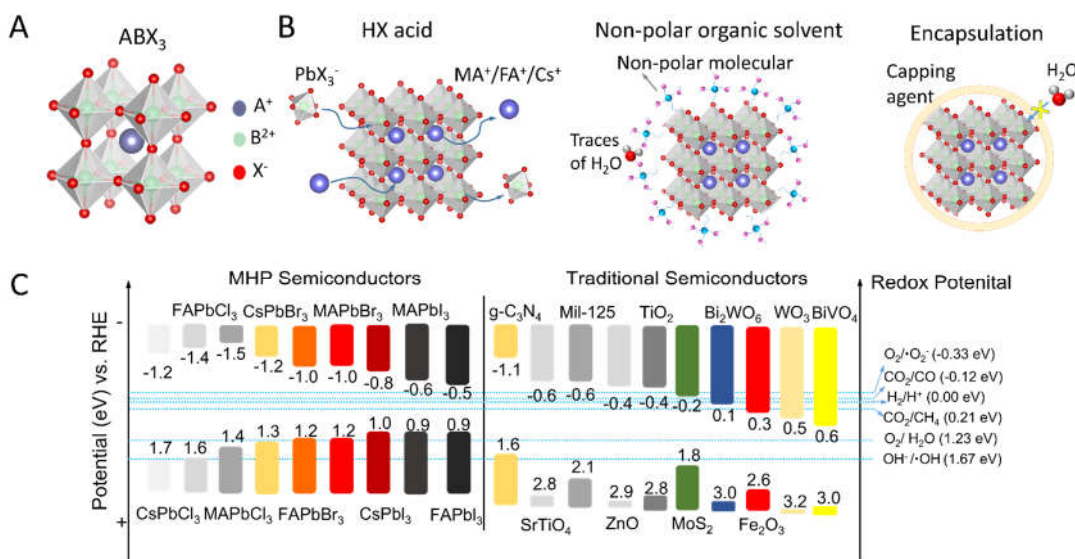 A
ABX₃
A⁺
B²⁺
X⁻
B
HX acid
PbX₃⁻
MA⁺/FA⁺/Cs⁺
Non-polar organic solvent
Non-polar molecular
Traces
of H₂O
Encapsulation
Capping
agent
H₂O
C
MHP Semiconductors
Traditional Semiconductors
Redox Potenital
Potential (eV) vs. RHE
-
+
FAPbCl₃ CsPbBr₃ MAPbBr₃ MAPbI₃
g-C₃N₄ Mil-125 TiO₂ Bi₂WO₆ WO₃ BiVO₄
-1.2 -1.4 -1.5 -1.2 -1.0 -1.0 -0.8 -0.6 -0.5
-1.1 -0.6 -0.6 -0.4 -0.4 -0.2 0.1 0.3 0.5 0.6
1.7 1.6 1.4 1.3 1.2 1.2 1.0 0.9 0.9
1.6 2.8 2.1 2.9 2.8 1.8 3.0 2.6 3.2 3.0
CsPbCl₃ MAPbCl₃ FAPbBr₃ CsPbI₃ FAPbI₃
SrTiO₄ ZnO MoS₂ Fe₂O₃
O₂/·O₂⁻ (-0.33 eV)
CO₂/CO (-0.12 eV)
H₂/H⁺ (0.00 eV)
CO₂/CH₄ (0.21 eV)
O₂/ H₂O (1.23 eV)
OH⁻/·OH (1.67 eV)